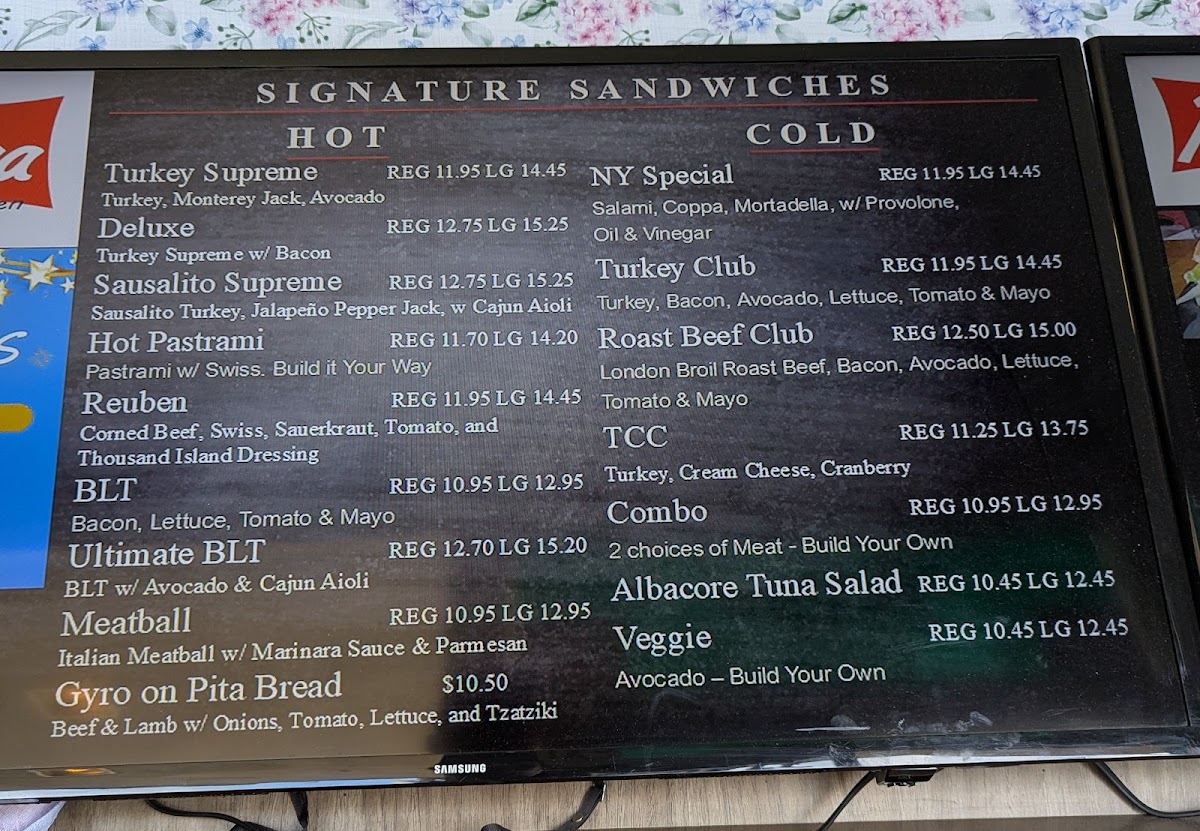 SIGNATURE SANDWICHES
HOT
Turkey Supreme REG 11.95 LG 14.45
Turkey, Monterey Jack, Avocado
Deluxe REG 12.75 LG 15.25
Turkey Supreme w/ Bacon
Sausalito Supreme REG 12.75 LG 15.25
Sausalito Turkey, Jalapeño Pepper Jack, w Cajun Aioli
Hot Pastrami REG 11.70 LG 14.20
Pastrami w/ Swiss. Build it Your Way
Reuben REG 11.95 LG 14.45
Corned Beef, Swiss, Sauerkraut, Tomato, and
Thousand Island Dressing
BLT REG 10.95 LG 12.95
Bacon, Lettuce, Tomato & Mayo
Ultimate BLT REG 12.70 LG 15.20
BLT w/ Avocado & Cajun Aioli
Meatball REG 10.95 LG 12.95
Italian Meatball w/ Marinara Sauce & Parmesan
Gyro on Pita Bread $10.50
Beef & Lamb w/ Onions, Tomato, Lettuce, and Tzatziki
COLD
NY Special REG 11.95 LG 14.45
Salami, Coppa, Mortadella, w/ Provolone,
Oil & Vinegar
Turkey Club REG 11.95 LG 14.45
Turkey, Bacon, Avocado, Lettuce, Tomato & Mayo
Roast Beef Club REG 12.50 LG 15.00
London Broil Roast Beef, Bacon, Avocado, Lettuce,
Tomato & Mayo
TCC REG 11.25 LG 13.75
Turkey, Cream Cheese, Cranberry
Combo REG 10.95 LG 12.95
2 choices of Meat - Build Your Own
Albacore Tuna Salad REG 10.45 LG 12.45
Veggie REG 10.45 LG 12.45
Avocado – Build Your Own
SAMSUNG